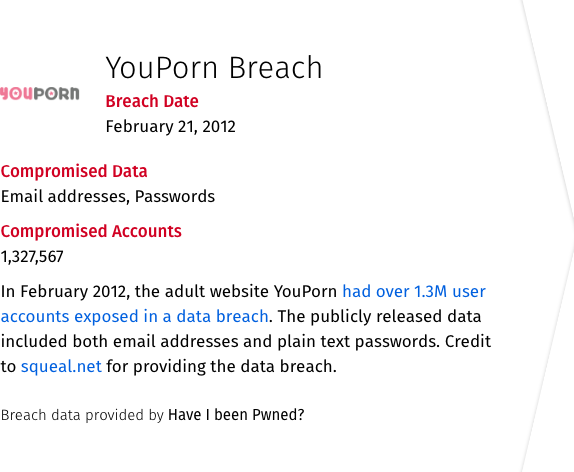 YouPorn Breach
YOUPORN
Breach Date
February 21, 2012
Compromised Data
Email addresses, Passwords
Compromised Accounts
1,327,567
In February 2012, the adult website YouPorn had over 1.3M user
accounts exposed in a data breach. The publicly released data
included both email addresses and plain text passwords. Credit
to squeal.net for providing the data breach.
Breach data provided by Have I been Pwned?